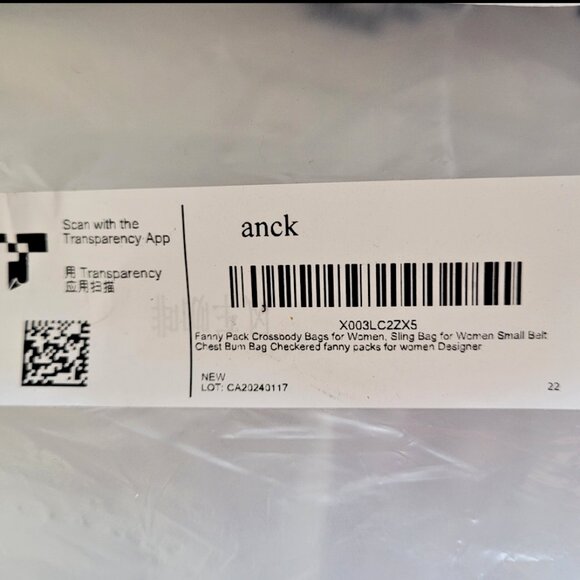 Scan with the
Transparency App
用 Transparency
应用扫描
anck
X003LC2ZX5
Fanny Pack Crossbody Bags for Women, Sling Bag for Women Small Belt
Chest Bum Bag Checkered fanny packs for women Designer
NEW
LOT: CA20240117
22